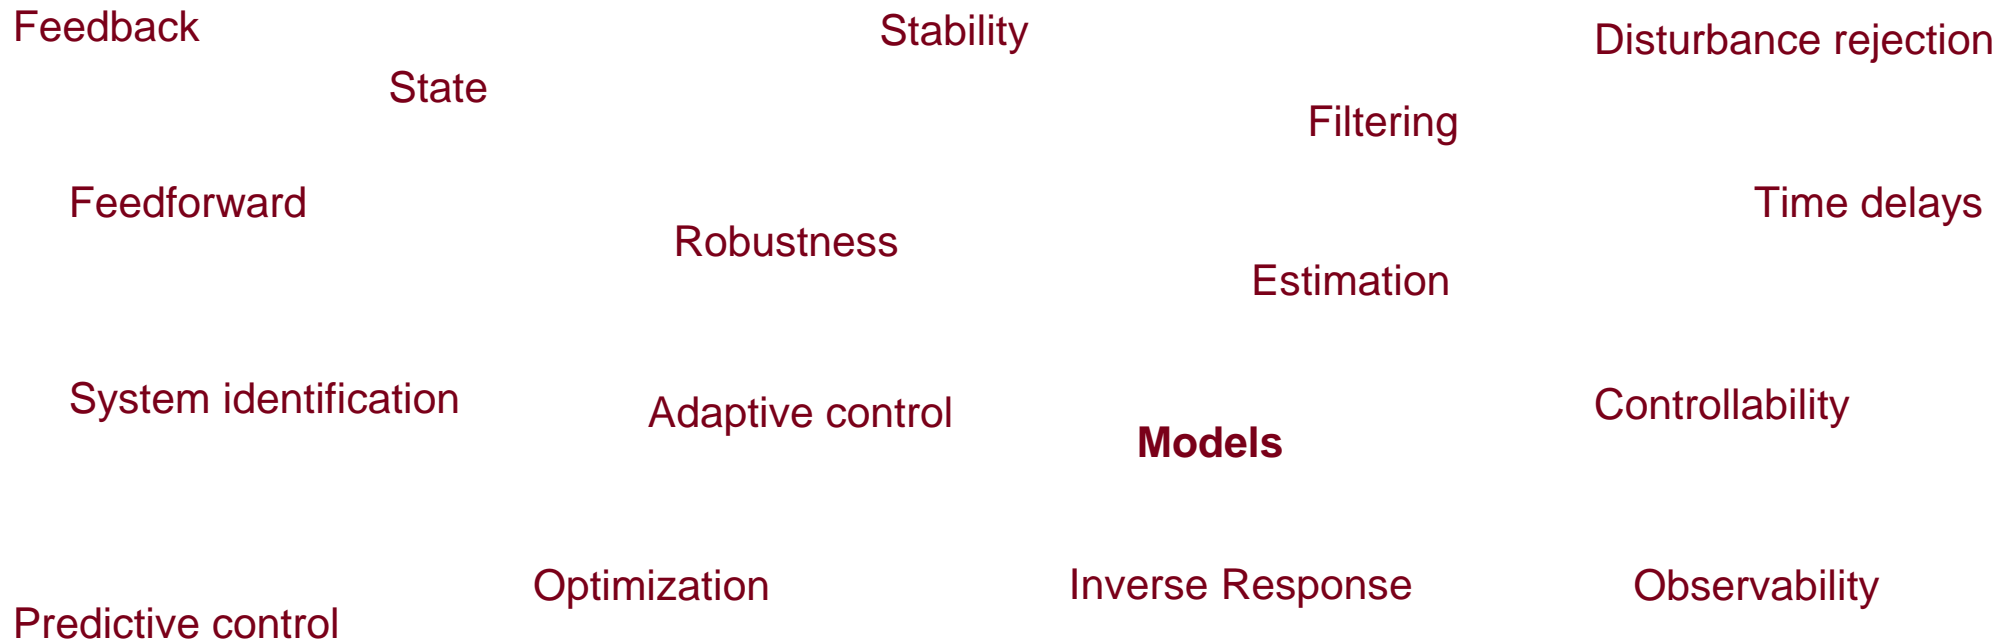 Feedback
Stability
Disturbance rejection
State
Filtering
Feedforward
Time delays
Robustness
Estimation
System identification
Adaptive control
Controllability
Models
Optimization
Inverse Response
Observability
Predictive control